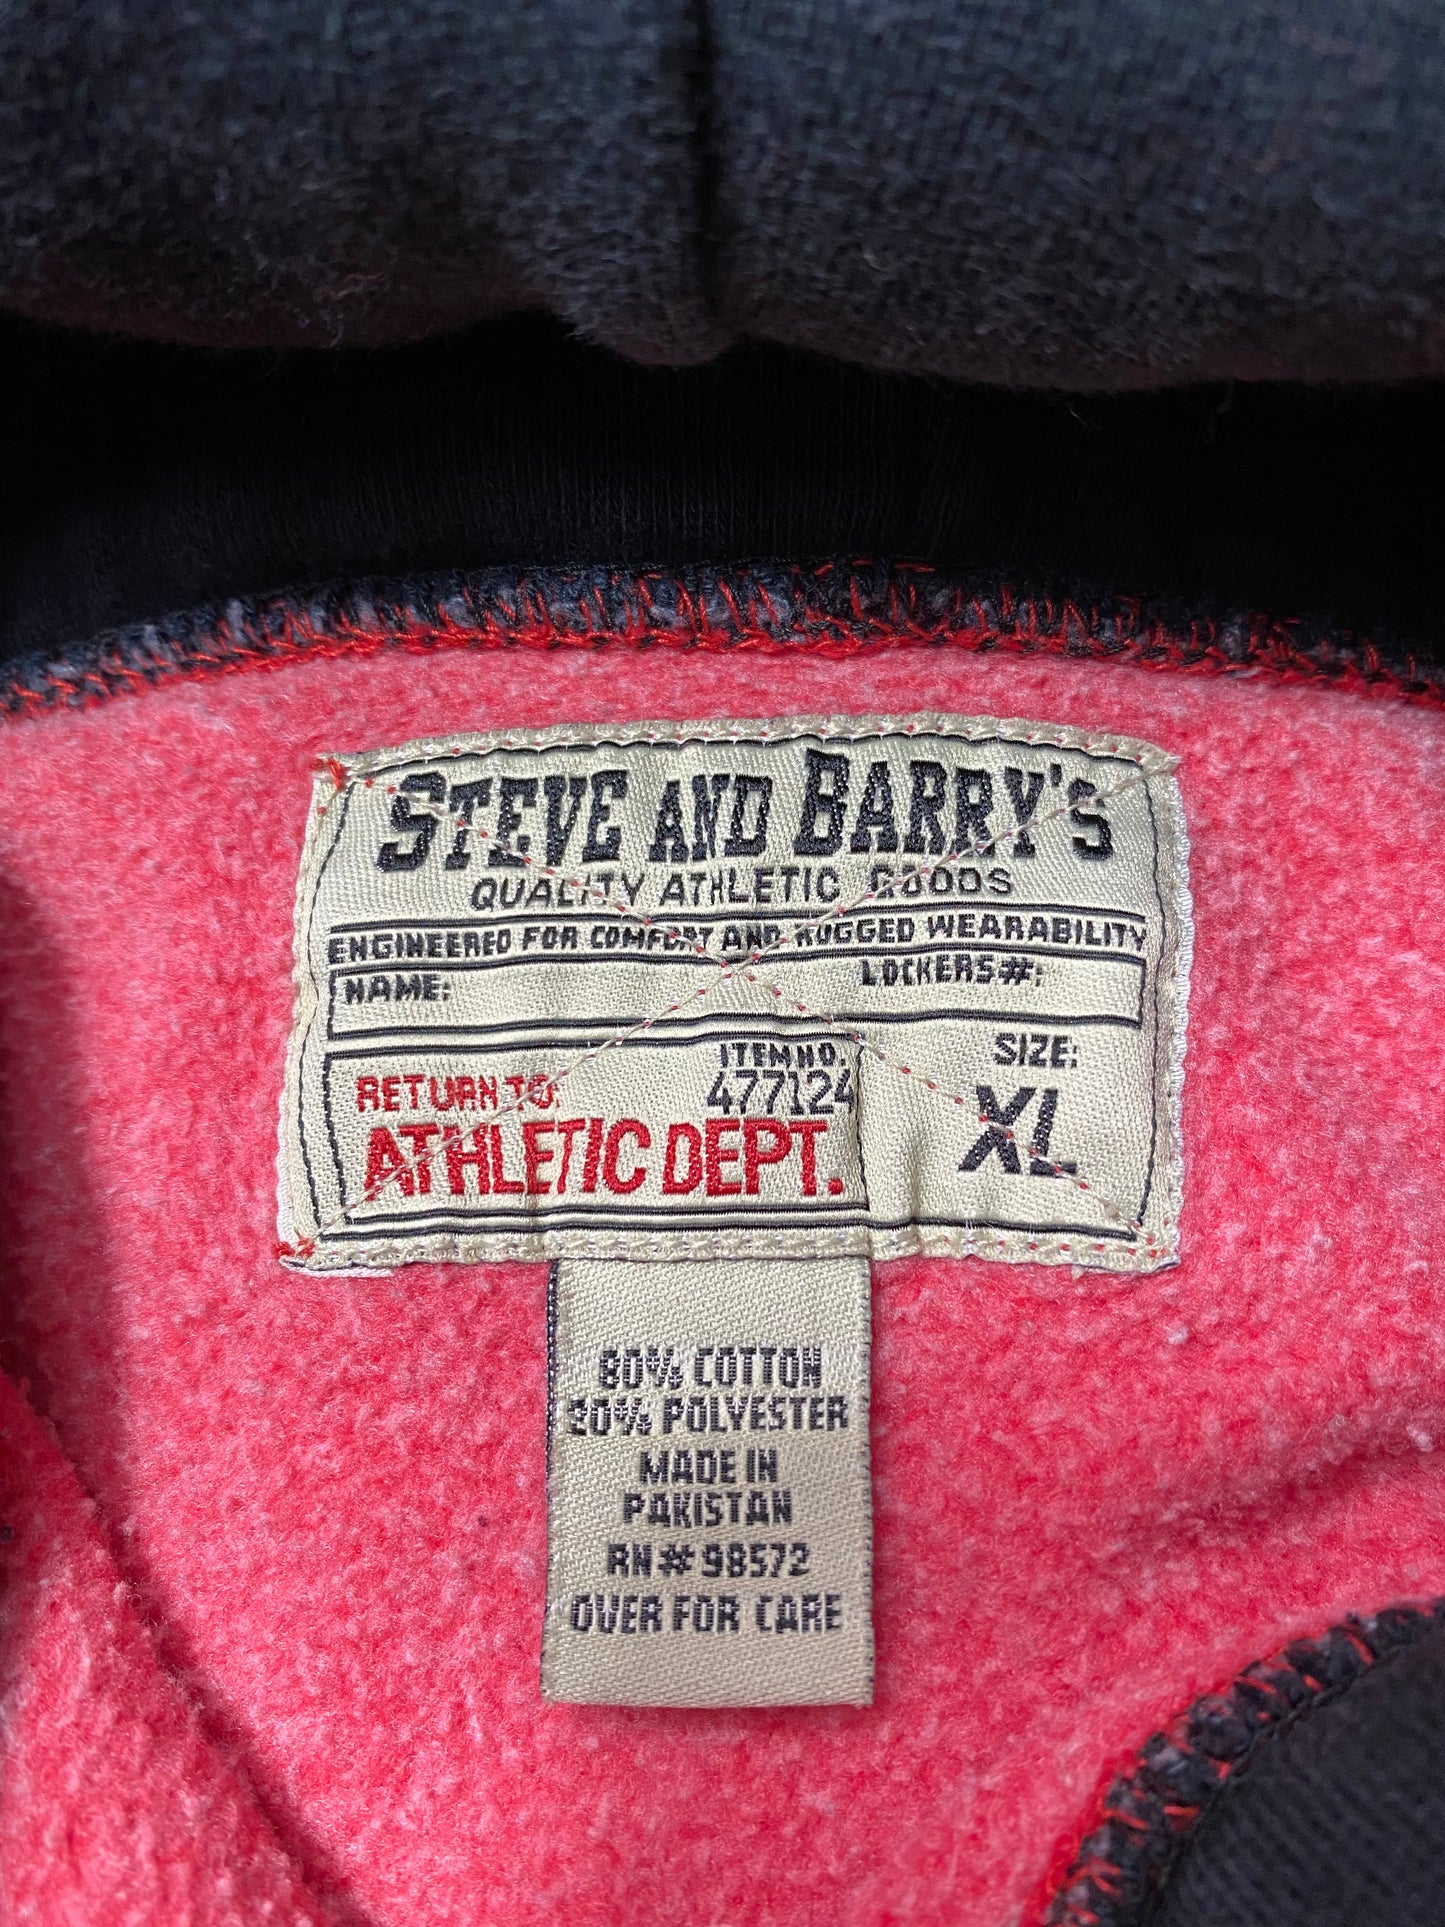 STEVE AND BARRY'S
QUALITY ATHLETIC GOODS
ENGINEERED FOR COMFORT AND RUGGED WEARABILITY
NAME: LOCKERS#:
RETURN TO: ITEM NO. SIZE:
477124
ATHLETIC DEPT. XL
80% COTTON
20% POLYESTER
MADE IN
PAKISTAN
RN# 98572
OVER FOR CARE